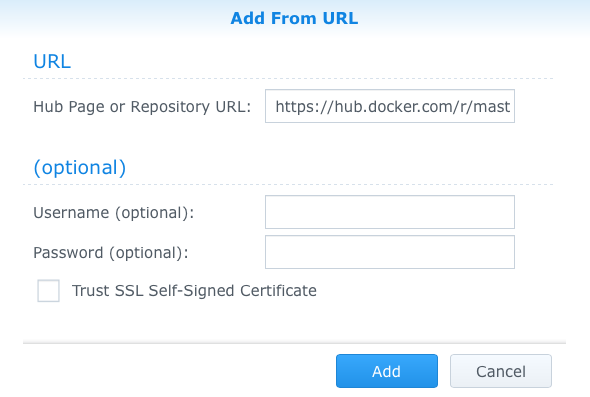 Add From URL
URL
Hub Page or Repository URL: https://hub.docker.com/r/mast
(optional)
Username (optional):
Password (optional):
Trust SSL Self-Signed Certificate
Add Cancel